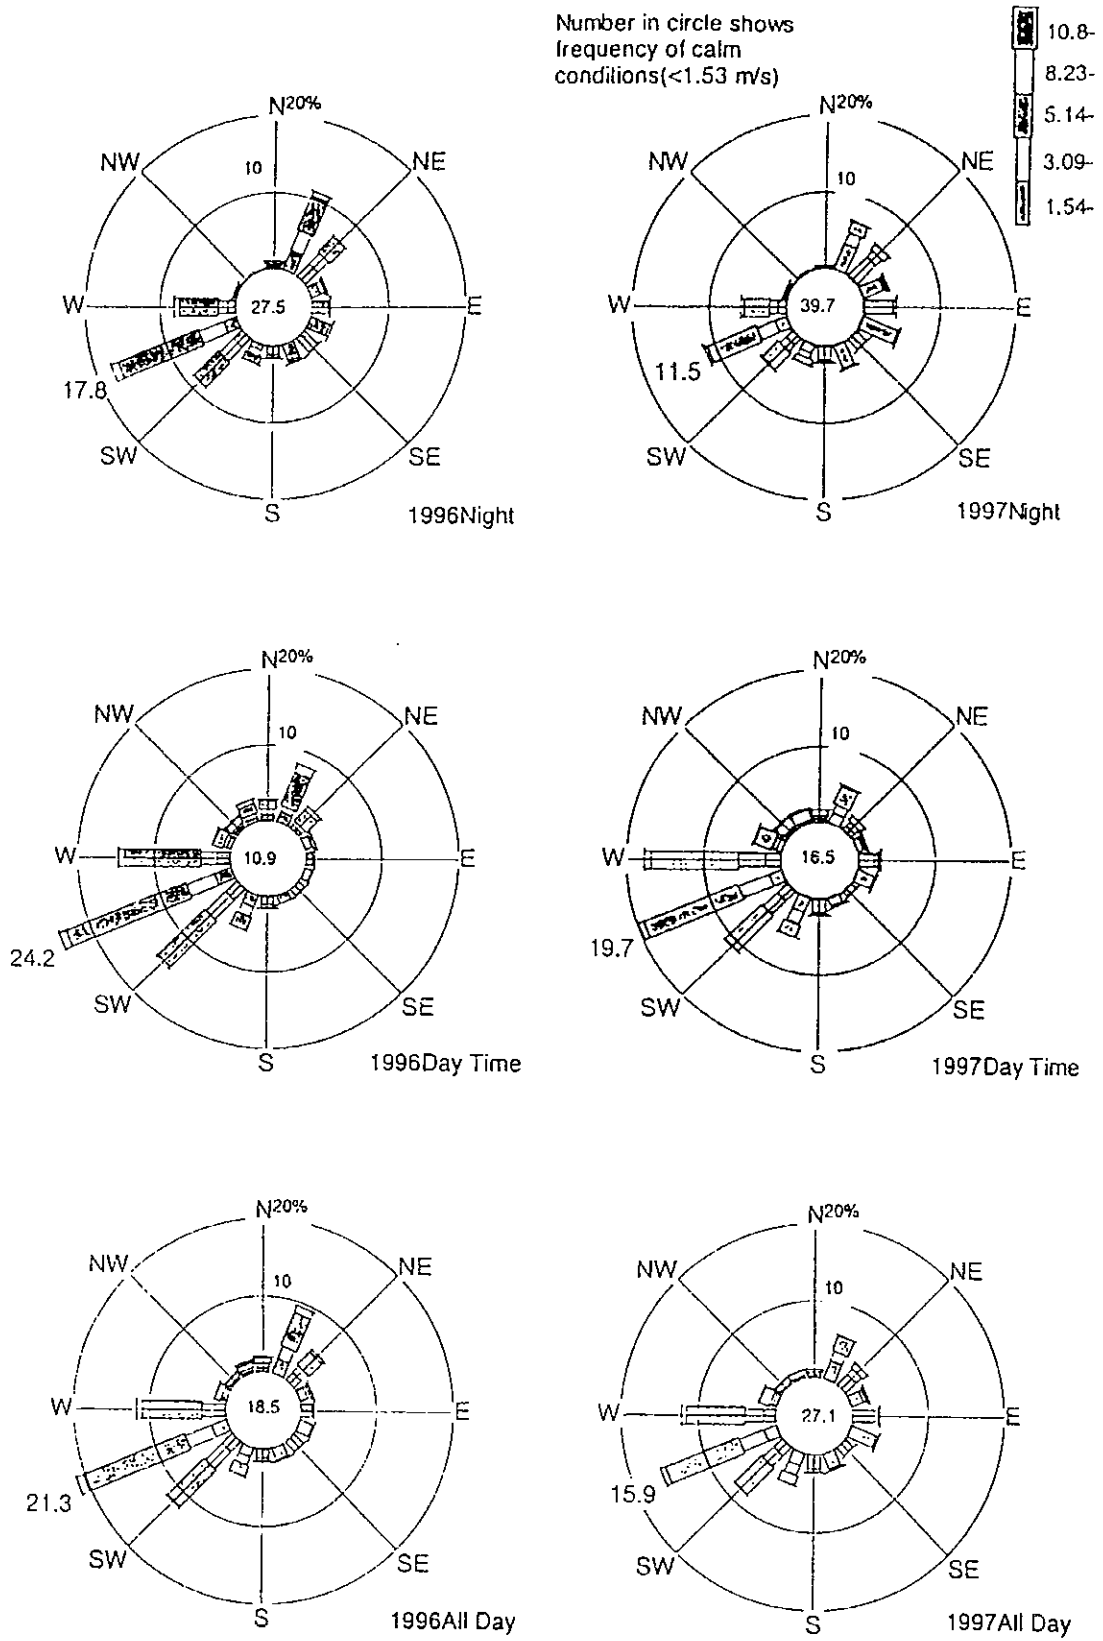 Number in circle shows
frequency of calm
conditions(<1.53 m/s)
10.8-
8.23-
5.14-
3.09-
1.54-
N20%
NW
10
NE
W
27.5
E
17.8
SW
SE
S
1996Night
N20%
NW
10
NE
W
39.7
E
11.5
SW
SE
S
1997Night
N20%
NW
10
NE
W
10.9
E
24.2
SW
SE
S
1996Day Time
N20%
NW
10
NE
W
16.5
E
19.7
SW
SE
S
1997Day Time
N20%
NW
10
NE
W
18.5
E
21.3
SW
SE
S
1996All Day
N20%
NW
10
NE
W
27.1
E
15.9
SW
SE
S
1997All Day